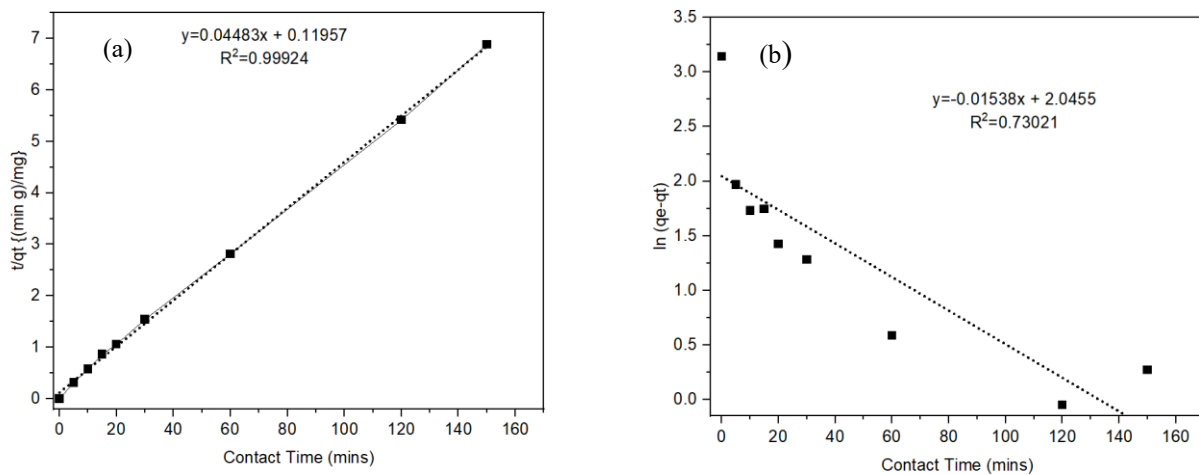 (a)
y=0.04483x + 0.11957
R²=0.99924
t/qt {(min g)/mg}
7
6
5
4
3
2
1
0
0 20 40 60 80 100 120 140 160
Contact Time (mins)
(b)
y=-0.01538x + 2.0455
R²=0.73021
ln (qe-qt)
3.5
3.0
2.5
2.0
1.5
1.0
0.5
0.0
0 20 40 60 80 100 120 140 160
Contact Time (mins)